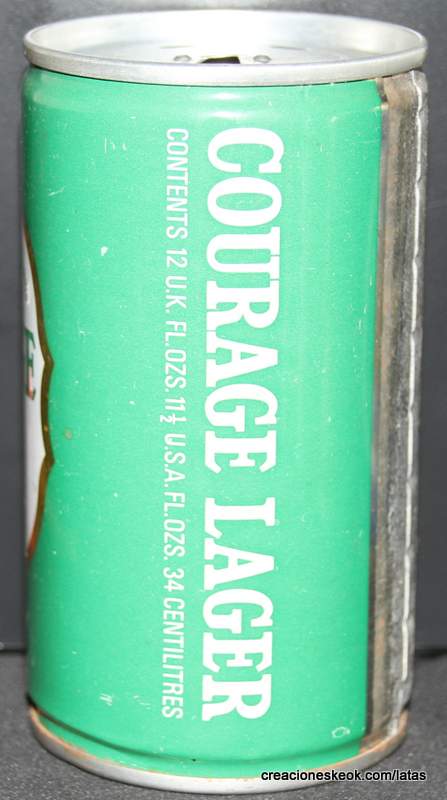 COURAGE LAGER
CONTENTS 12 U.K. FL.OZS. 11½ U.S.A. FL.OZS. 34 CENTILITRES
E
creacioneskeok.com/latas